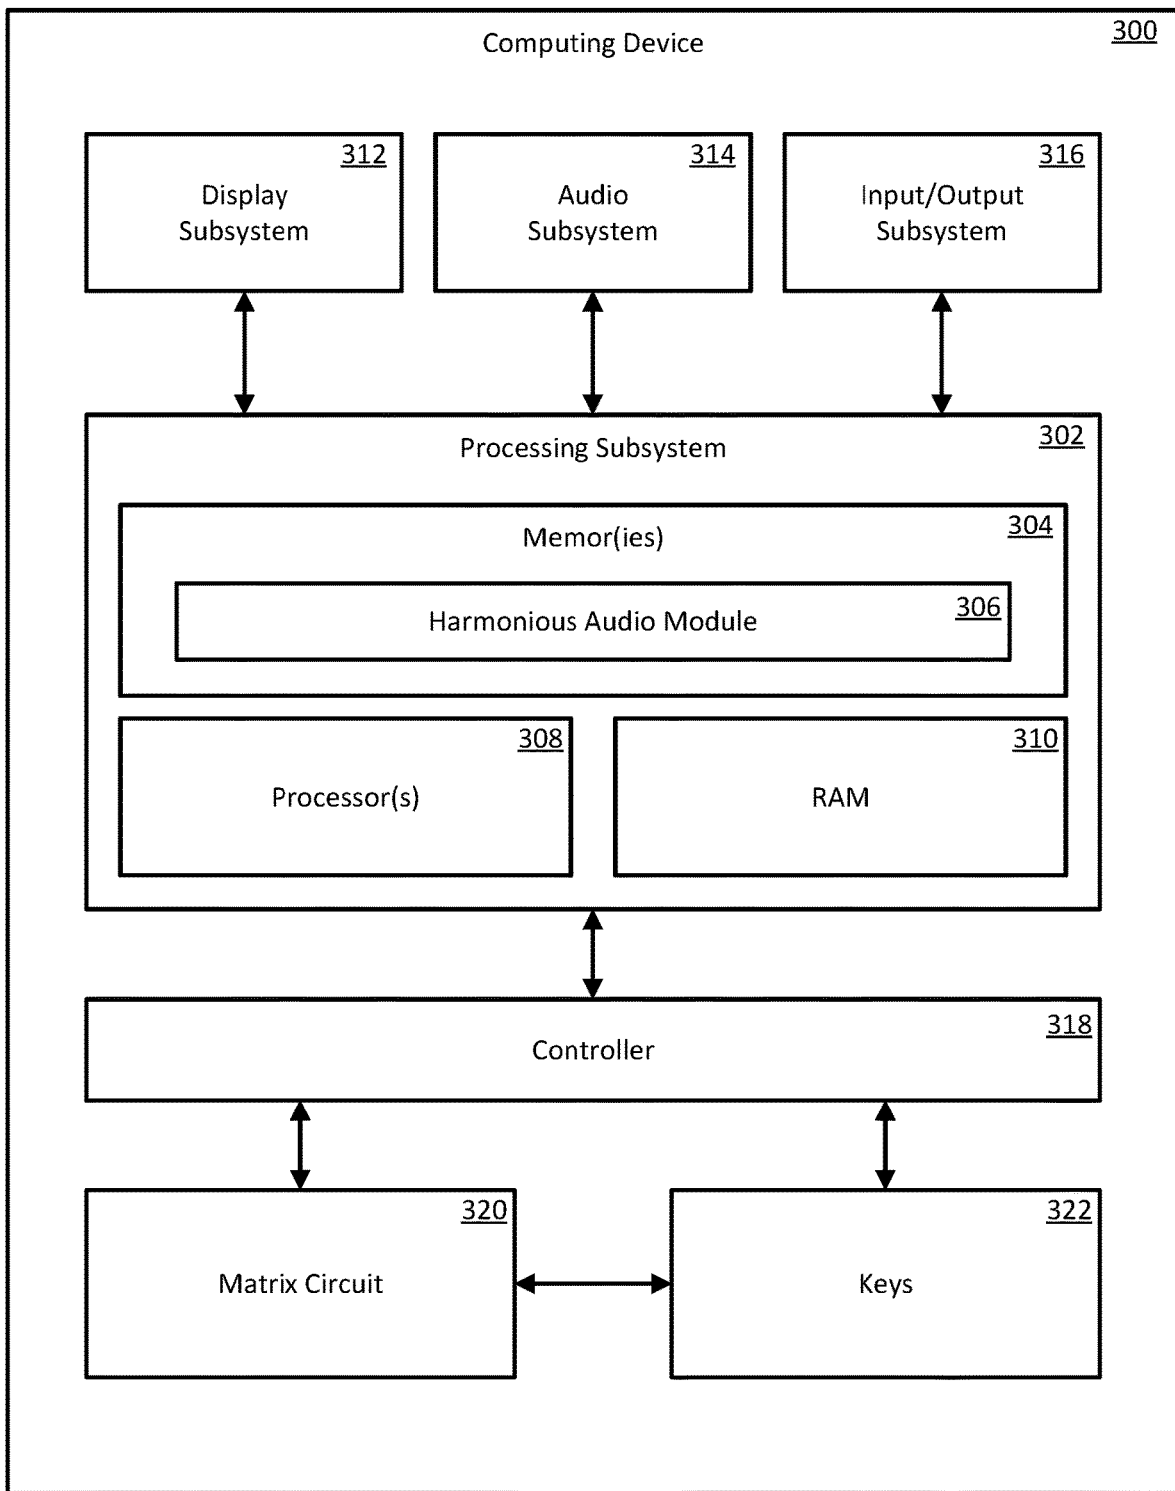 300
Computing Device
312
Display
Subsystem
314
Audio
Subsystem
316
Input/Output
Subsystem
302
Processing Subsystem
304
Memor(ies)
306
Harmonious Audio Module
308
Processor(s)
310
RAM
318
Controller
320
Matrix Circuit
322
Keys